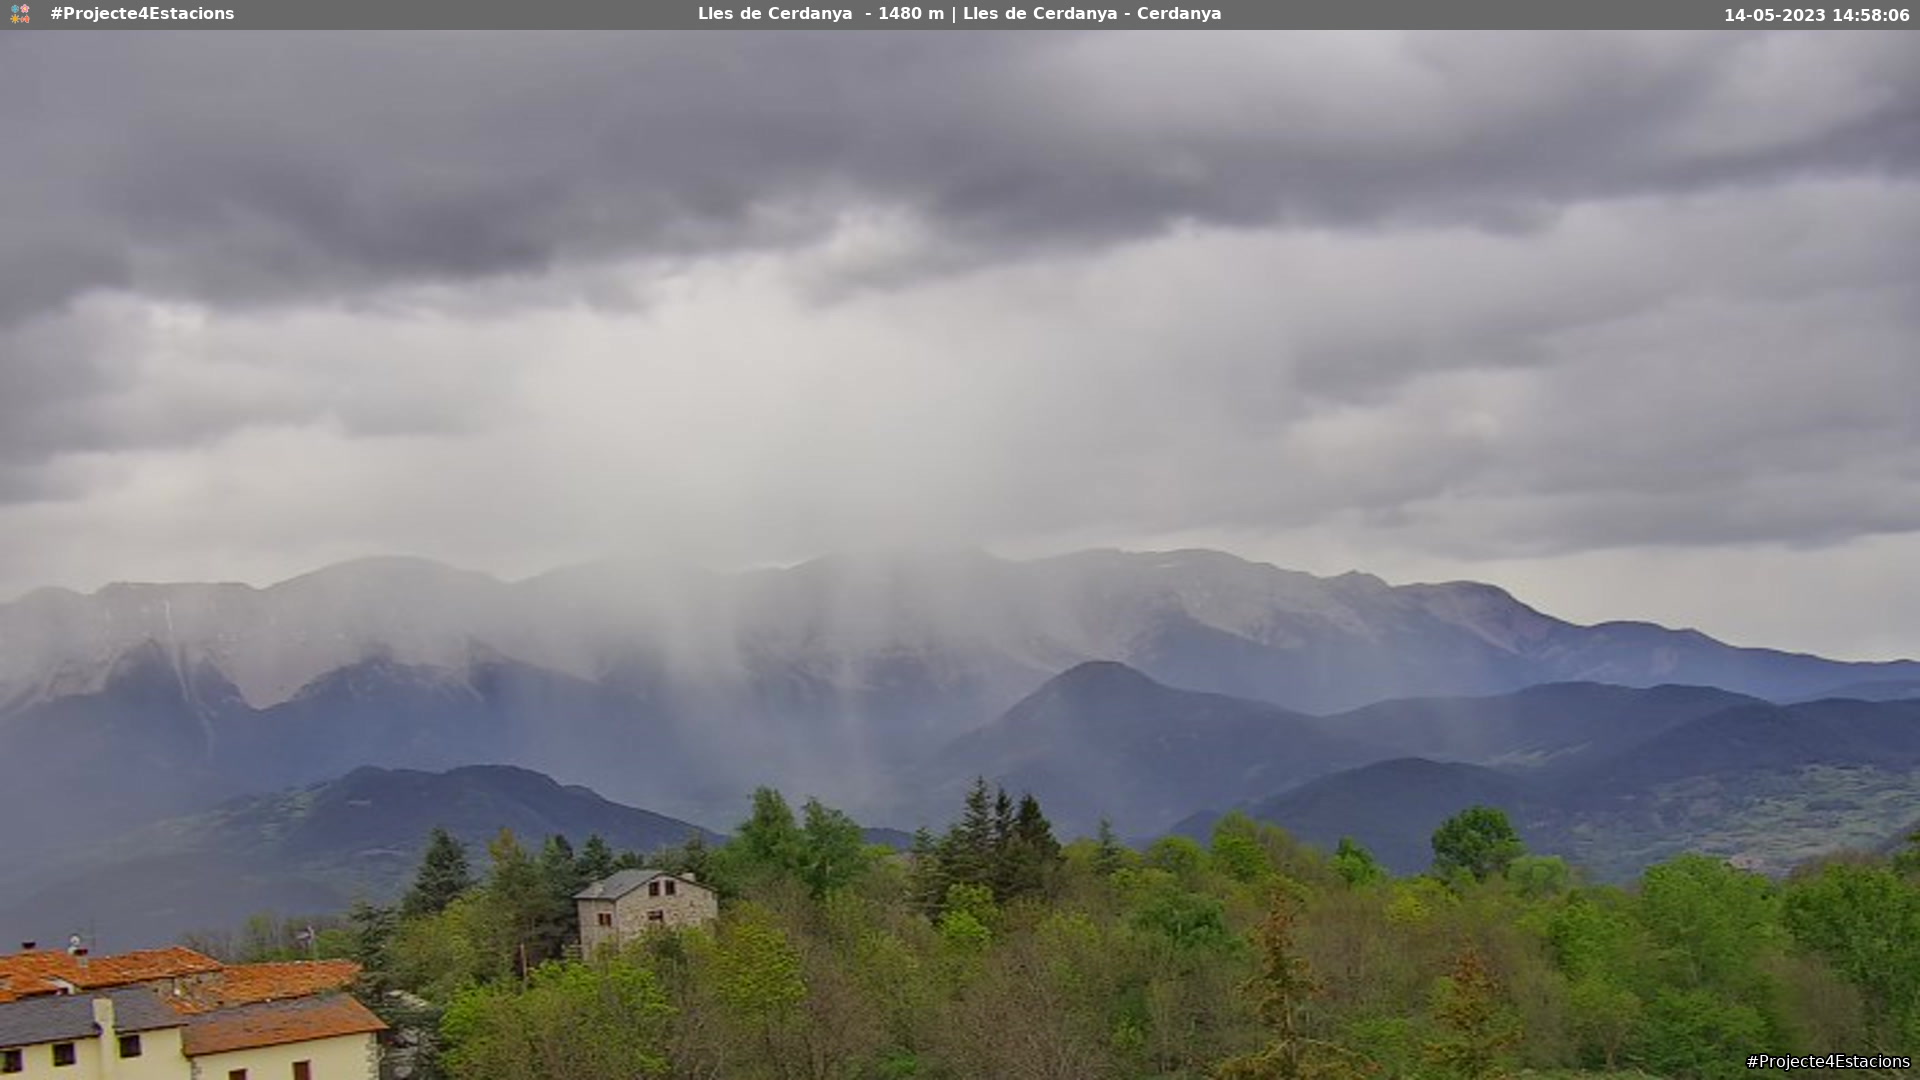 #Projecte4Estacions
Lles de Cerdanya  - 1480 m | Lles de Cerdanya - Cerdanya
14-05-2023 14:58:06
#Projecte4Estacions